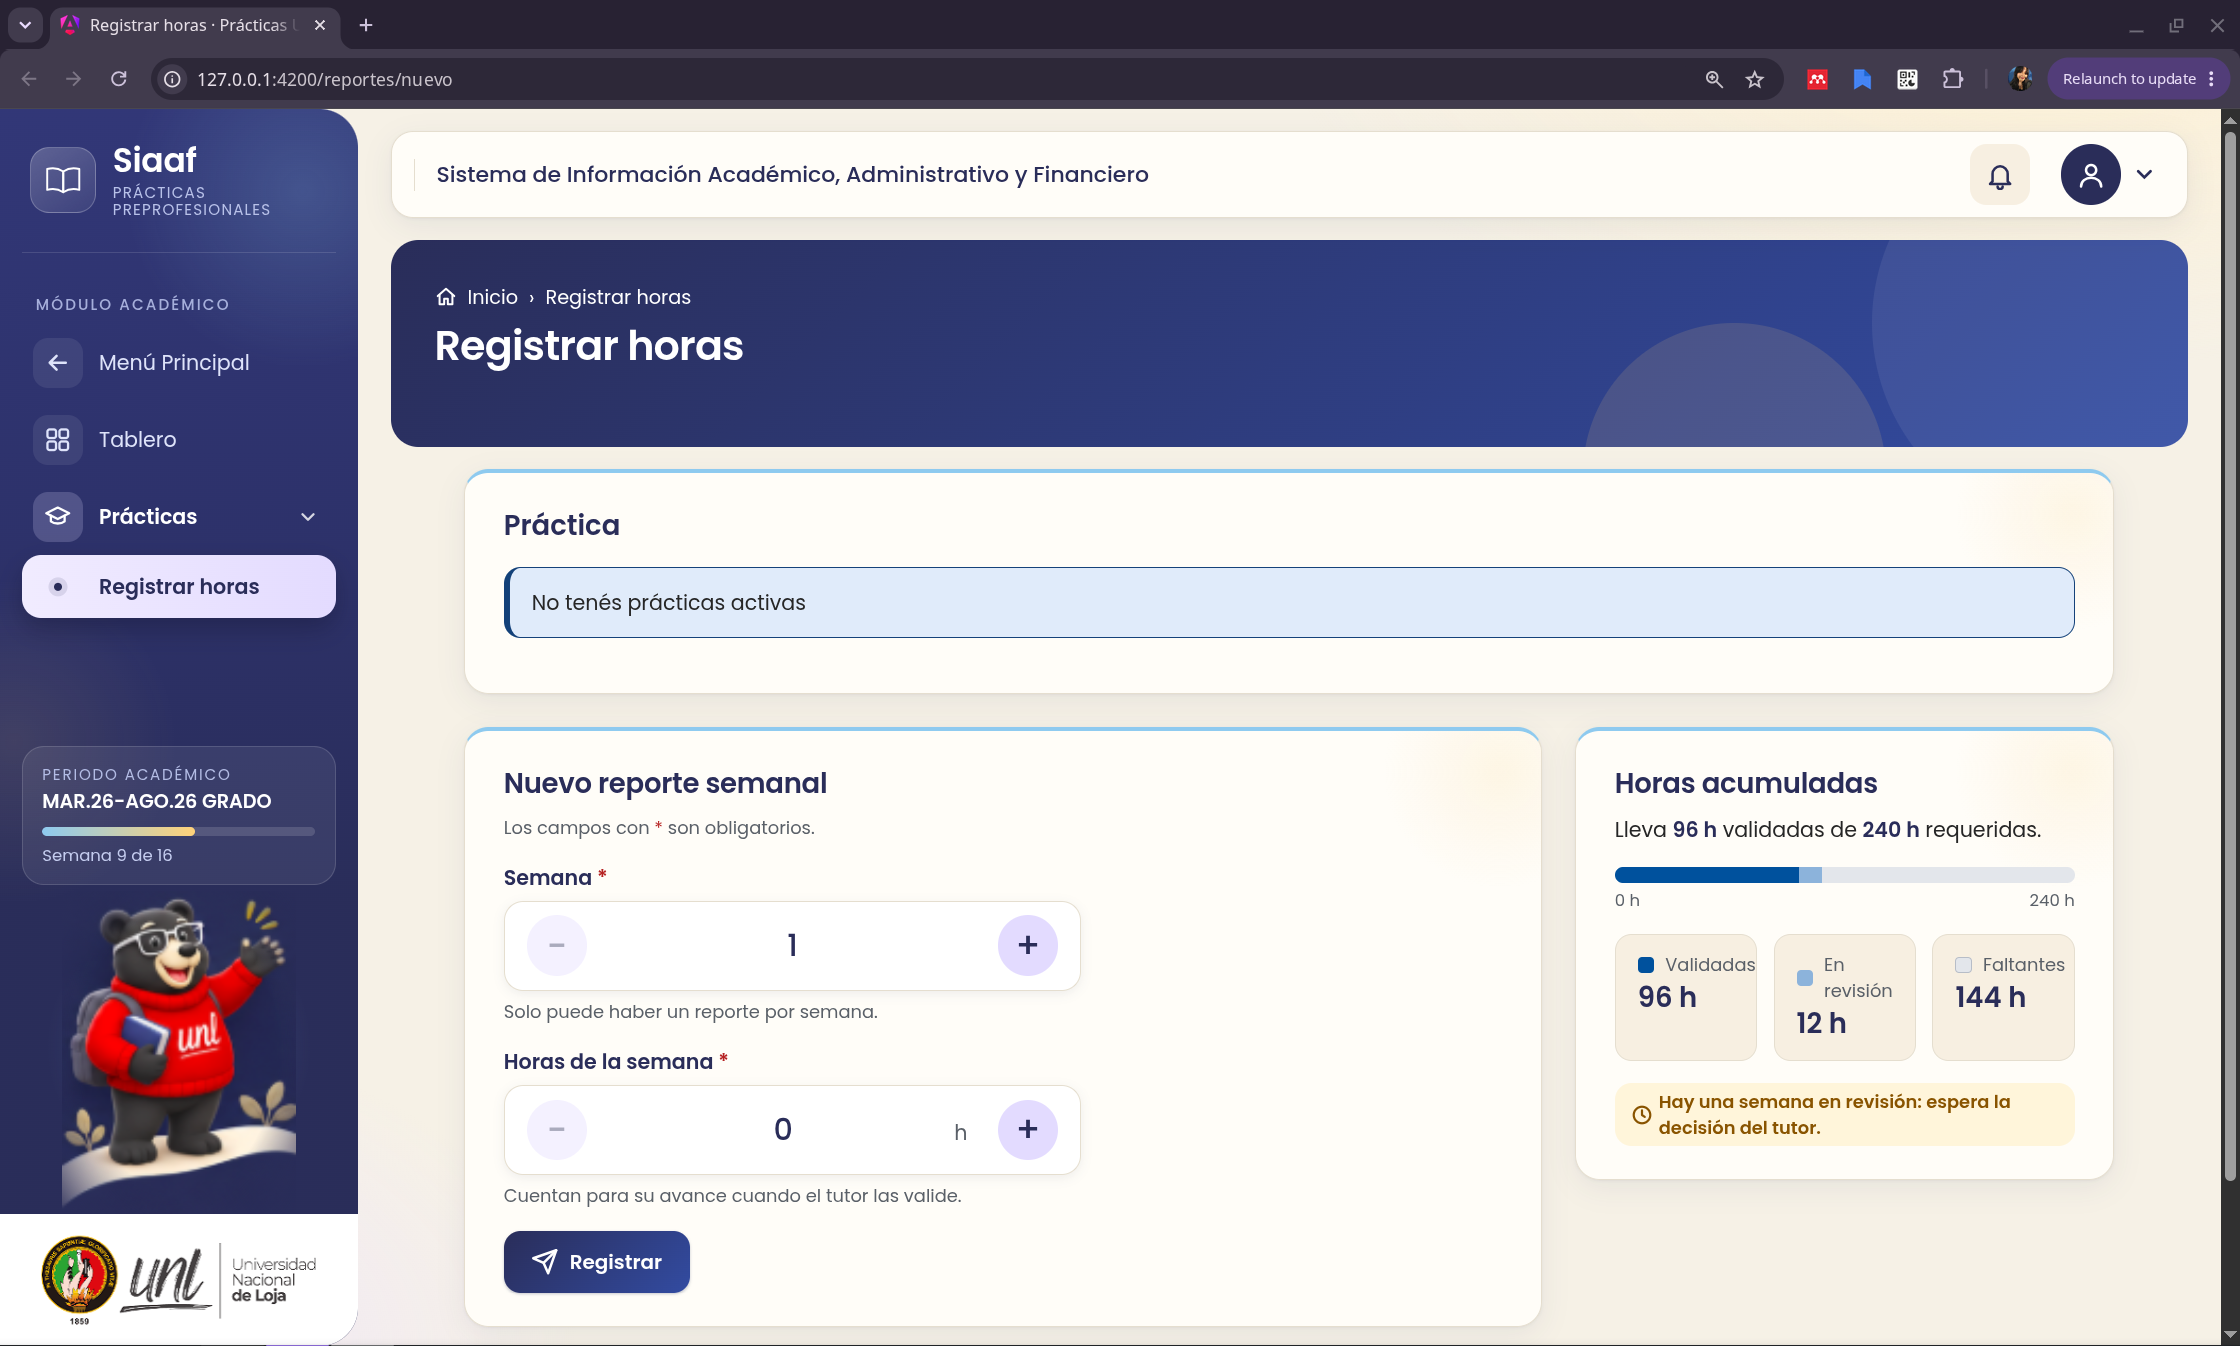 Registrar horas · Prácticas
127.0.0.1:4200/reportes/nuevo
Relaunch to update
Siaaf
PRÁCTICAS
PREPROFESIONALES
Sistema de Información Académico, Administrativo y Financiero
MÓDULO ACADÉMICO
Menú Principal
Tablero
Prácticas
Registrar horas
PERIODO ACADÉMICO
MAR.26-AGO.26 GRADO
Semana 9 de 16
unl
1859
unl
Universidad
Nacional
de Loja
Inicio › Registrar horas
Registrar horas
Práctica
No tenés prácticas activas
Nuevo reporte semanal
Los campos con * son obligatorios.
Semana *
− 1 +
Solo puede haber un reporte por semana.
Horas de la semana *
− 0 h +
Cuentan para su avance cuando el tutor las valide.
Registrar
Horas acumuladas
Lleva 96 h validadas de 240 h requeridas.
0 h 240 h
Validadas
96 h
En
revisión
12 h
Faltantes
144 h
Hay una semana en revisión: espera la
decisión del tutor.